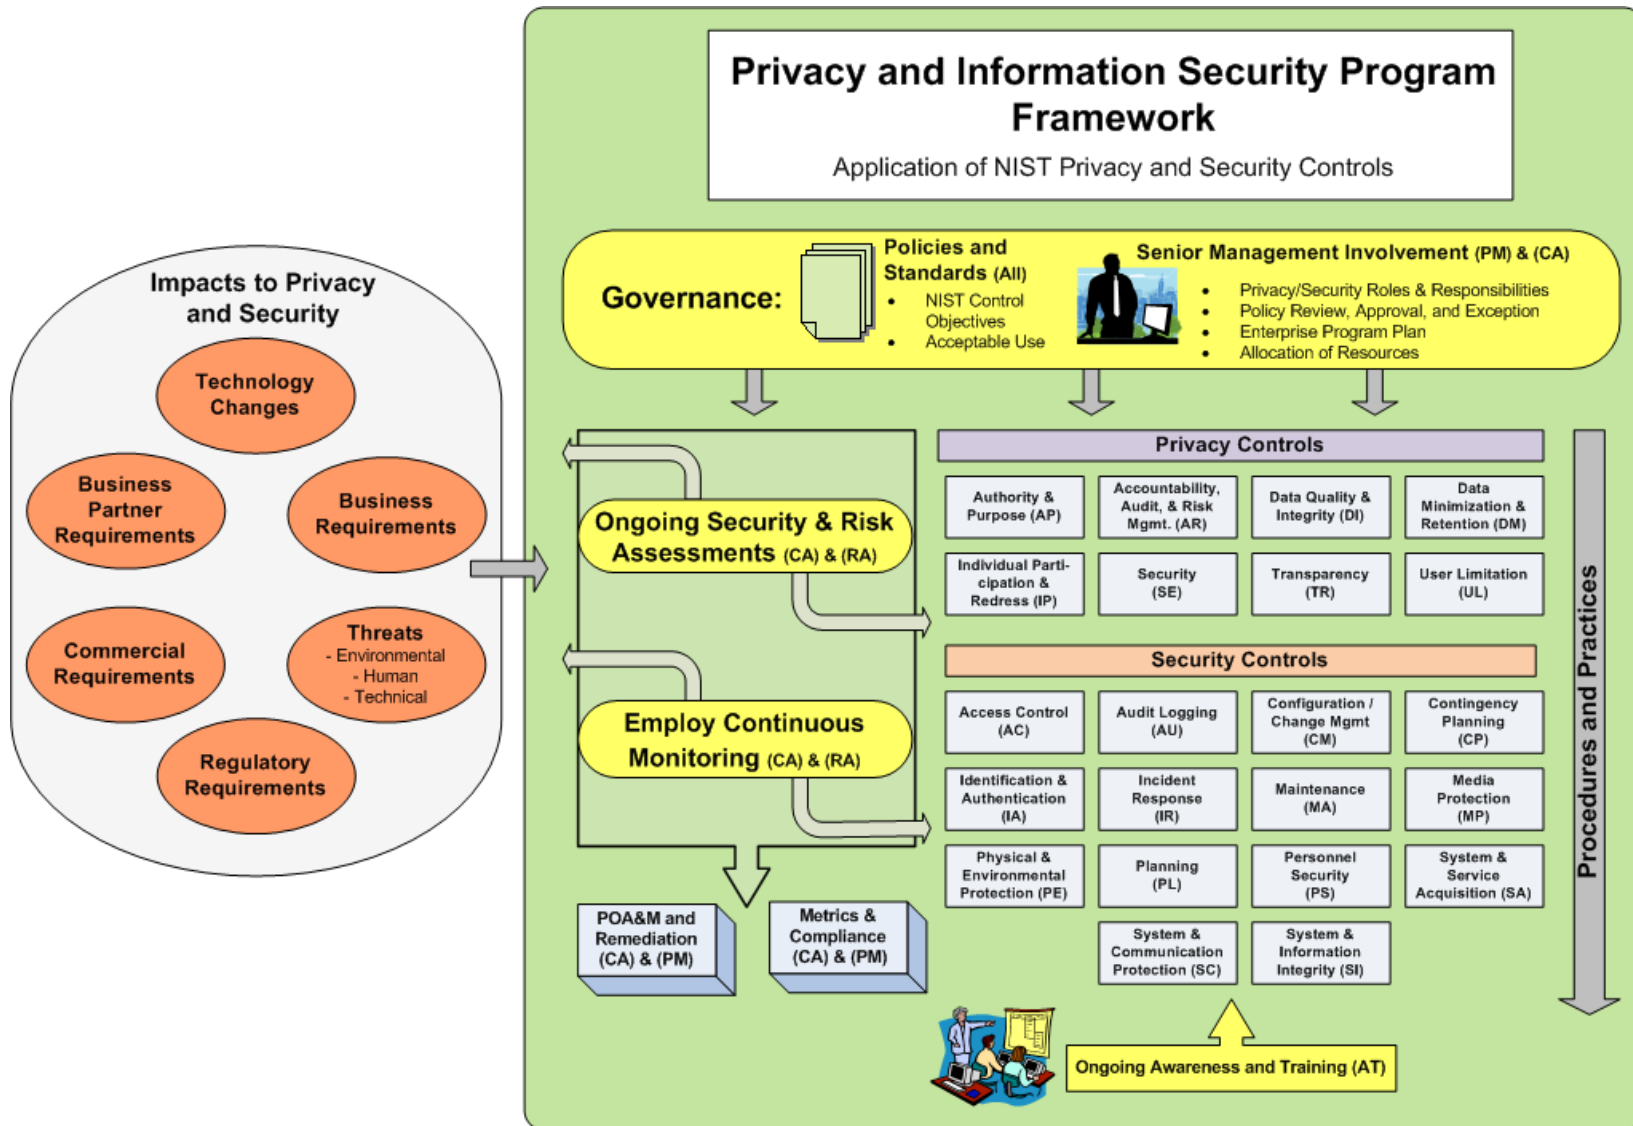 Privacy and Information Security Program
Framework
Application of NIST Privacy and Security Controls
Governance:
Policies and
Standards (All)
• NIST Control
Objectives
• Acceptable Use
Senior Management Involvement (PM) & (CA)
• Privacy/Security Roles & Responsibilities
• Policy Review, Approval, and Exception
• Enterprise Program Plan
• Allocation of Resources
Impacts to Privacy
and Security
Technology
Changes
Business
Partner
Requirements
Business
Requirements
Commercial
Requirements
Threats
- Environmental
- Human
- Technical
Regulatory
Requirements
Ongoing Security & Risk
Assessments (CA) & (RA)
Employ Continuous
Monitoring (CA) & (RA)
POA&M and
Remediation
(CA) & (PM)
Metrics &
Compliance
(CA) & (PM)
Privacy Controls
Authority &
Purpose (AP)
Accountability,
Audit, & Risk
Mgmt. (AR)
Data Quality &
Integrity (DI)
Data
Minimization &
Retention (DM)
Individual Parti-
cipation &
Redress (IP)
Security
(SE)
Transparency
(TR)
User Limitation
(UL)
Security Controls
Access Control
(AC)
Audit Logging
(AU)
Configuration /
Change Mgmt
(CM)
Contingency
Planning
(CP)
Identification &
Authentication
(IA)
Incident
Response
(IR)
Maintenance
(MA)
Media
Protection
(MP)
Physical &
Environmental
Protection (PE)
Planning
(PL)
Personnel
Security
(PS)
System &
Service
Acquisition (SA)
System &
Communication
Protection (SC)
System &
Information
Integrity (SI)
Ongoing Awareness and Training (AT)
Procedures and Practices